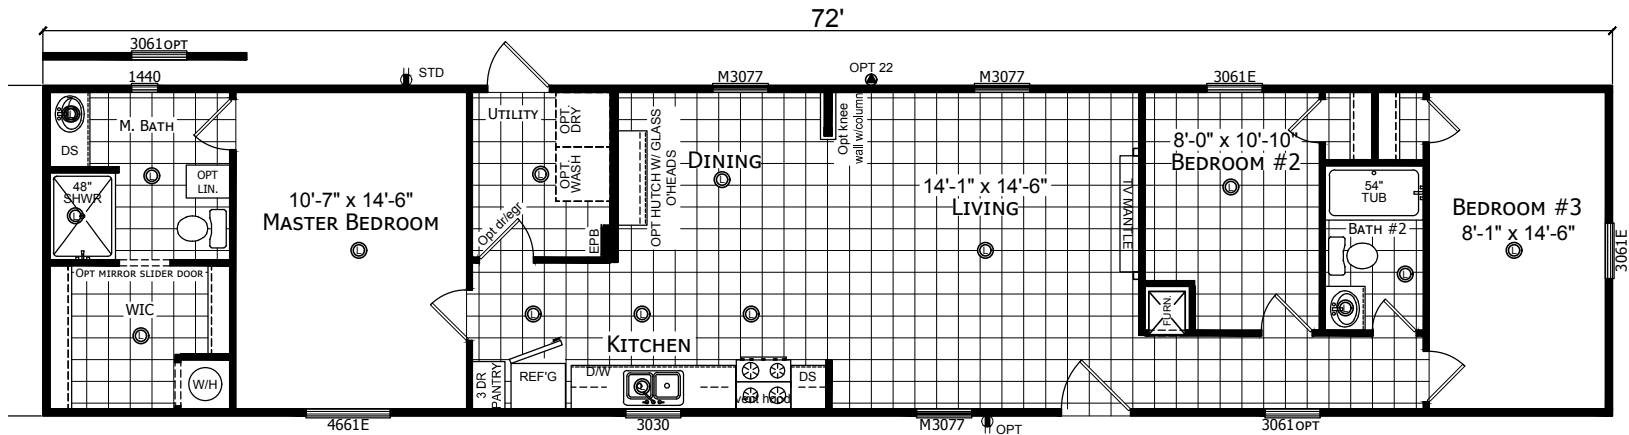 72'
3061OPT
1440
STD
M3077
OPT 22
M3077
3061E
M. BATH
DS
OPT
LIN.
48"
SHWR
OPT MIRROR SLIDER DOOR
WIC
W/H
10'-7" x 14'-6"
MASTER BEDROOM
UTILITY
OPT
DRY
OPT
WASH
Opt dr/egr
EPB
OPT HUTCH W/ GLASS
O'HEADS
DINING
Opt knee
wall w/column
14'-1" x 14'-6"
LIVING
TV MANTLE
8'-0" x 10'-10"
BEDROOM #2
FURN.
54"
TUB
BATH #2
BEDROOM #3
8'-1" x 14'-6"
3061E
KITCHEN
3 DR
PANTRY
REF'G
D/W
vent hood
DS
4661E
3030
M3077
OPT
3061OPT
L
L
L
L
L
L
L
L
L
L
L
L
L